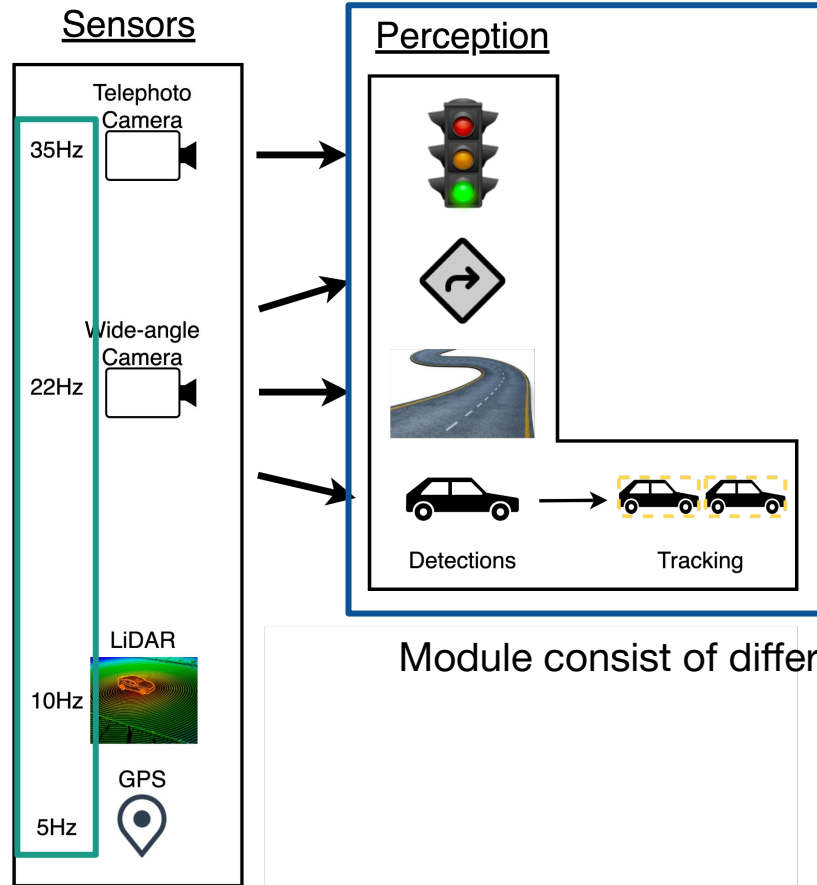 Sensors
Telephoto
Camera
35Hz
Wide-angle
Camera
22Hz
LiDAR
10Hz
GPS
5Hz
Perception
Detections
Tracking
Module consist of differ